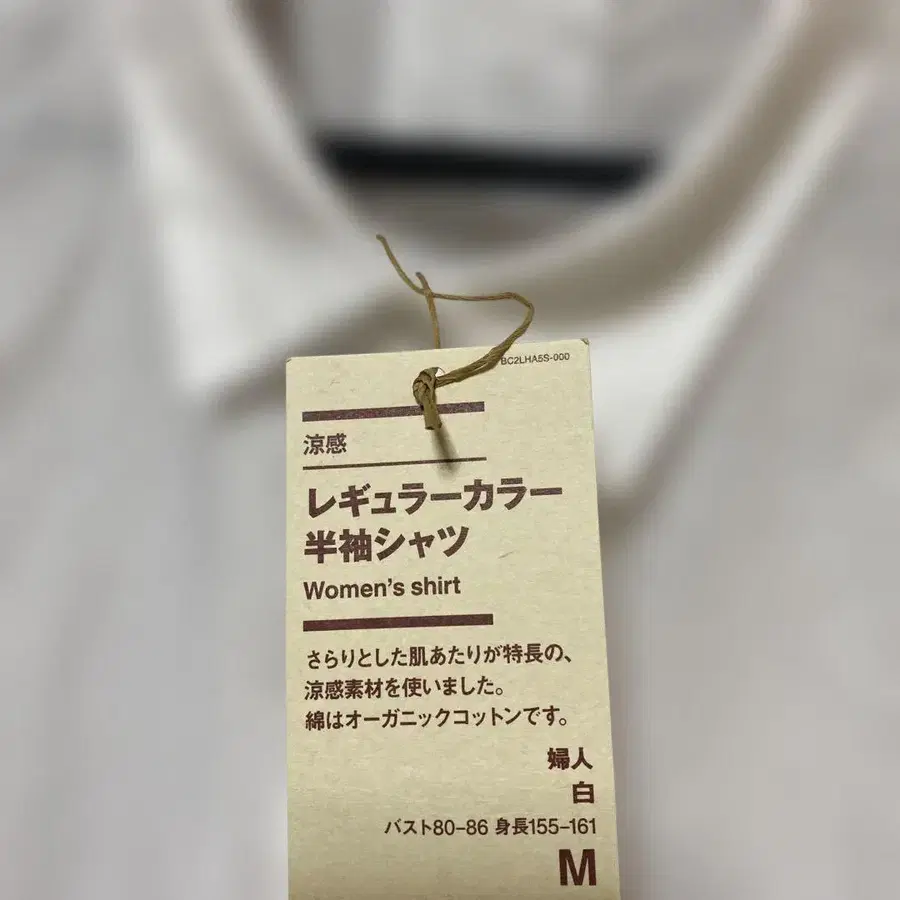 BC2LHA5S-000
涼感
レギュラーカラー
半袖シャツ
Women's shirt
さらりとした肌あたりが特長の、
涼感素材を使いました。
綿はオーガニックコットンです。
婦人
白
バスト80-86 身長155-161
M